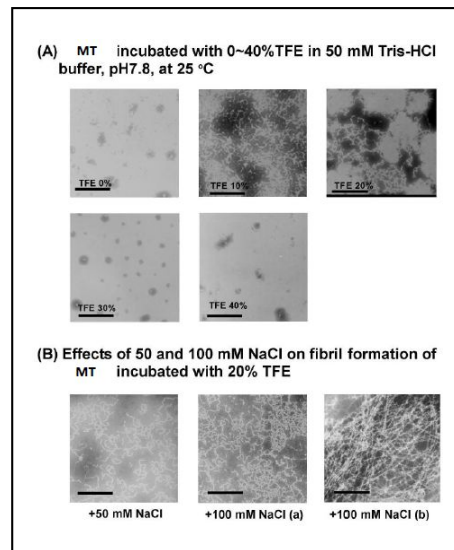 (A) MT incubated with 0~40%TFE in 50 mM Tris-HCl
buffer, pH7.8, at 25 °C
TFE 0%
TFE 10%
TFE 20%
TFE 30%
TFE 40%
(B) Effects of 50 and 100 mM NaCl on fibril formation of
MT incubated with 20% TFE
+50 mM NaCl
+100 mM NaCl (a)
+100 mM NaCl (b)